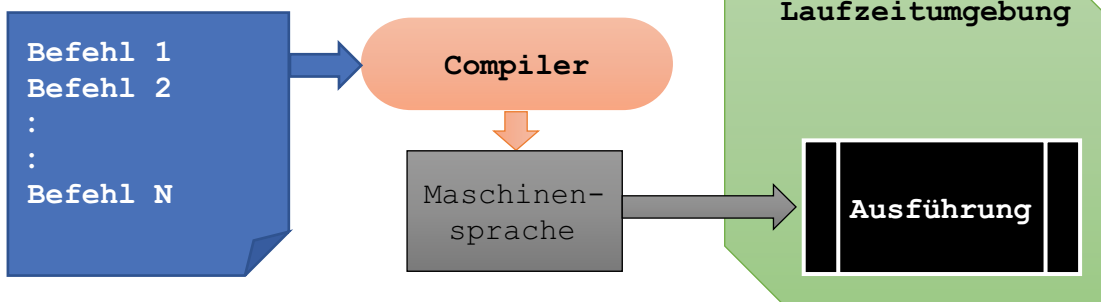 Laufzeitumgebung
Befehl 1
Befehl 2
:
:
Befehl N
Compiler
Maschinen-
sprache
Ausführung